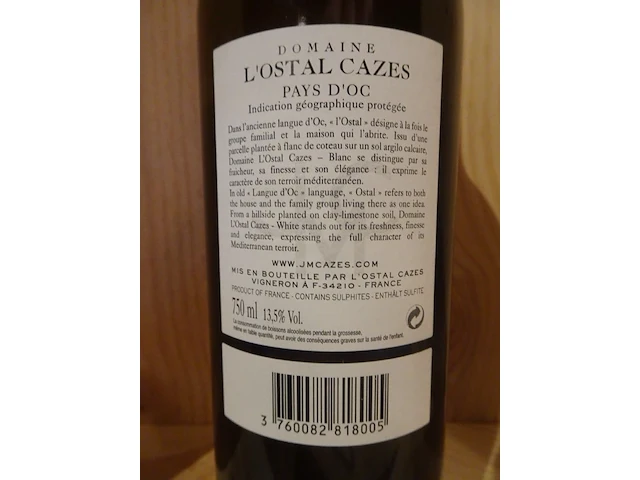 DOMAINE
L'OSTAL CAZES
PAYS D'OC
Indication géographique protégée
Dans l'ancienne langue d'Oc, « l'Ostal » désigne à la fois le
groupe familial et la maison qui l'abrite. Issu d'une
parcelle plantée à flanc de coteau sur un sol argilo calcaire,
Domaine L'Ostal Cazes – Blanc se distingue par sa
fraîcheur, sa finesse et son élégance : il exprime le
caractère de son terroir méditerranéen.
In old « Langue d'Oc » language, « Ostal » refers to both
the house and the family group living there as one idea.
From a hillside planted on clay-limestone soil, Domaine
L'Ostal Cazes - White stands out for its freshness, finesse
and elegance, expressing the full character of its
Mediterranean terroir.
WWW.JMCAZES.COM
MIS EN BOUTEILLE PAR L'OSTAL CAZES
VIGNERON À F-34210 - FRANCE
PRODUCT OF FRANCE - CONTAINS SULPHITES - ENTHÄLT SULFITE
750 ml 13,5% Vol.
La consommation de boissons alcoolisées pendant la grossesse,
même en faible quantité, peut avoir des conséquences graves sur la santé de l'enfant.
3 760082 818005